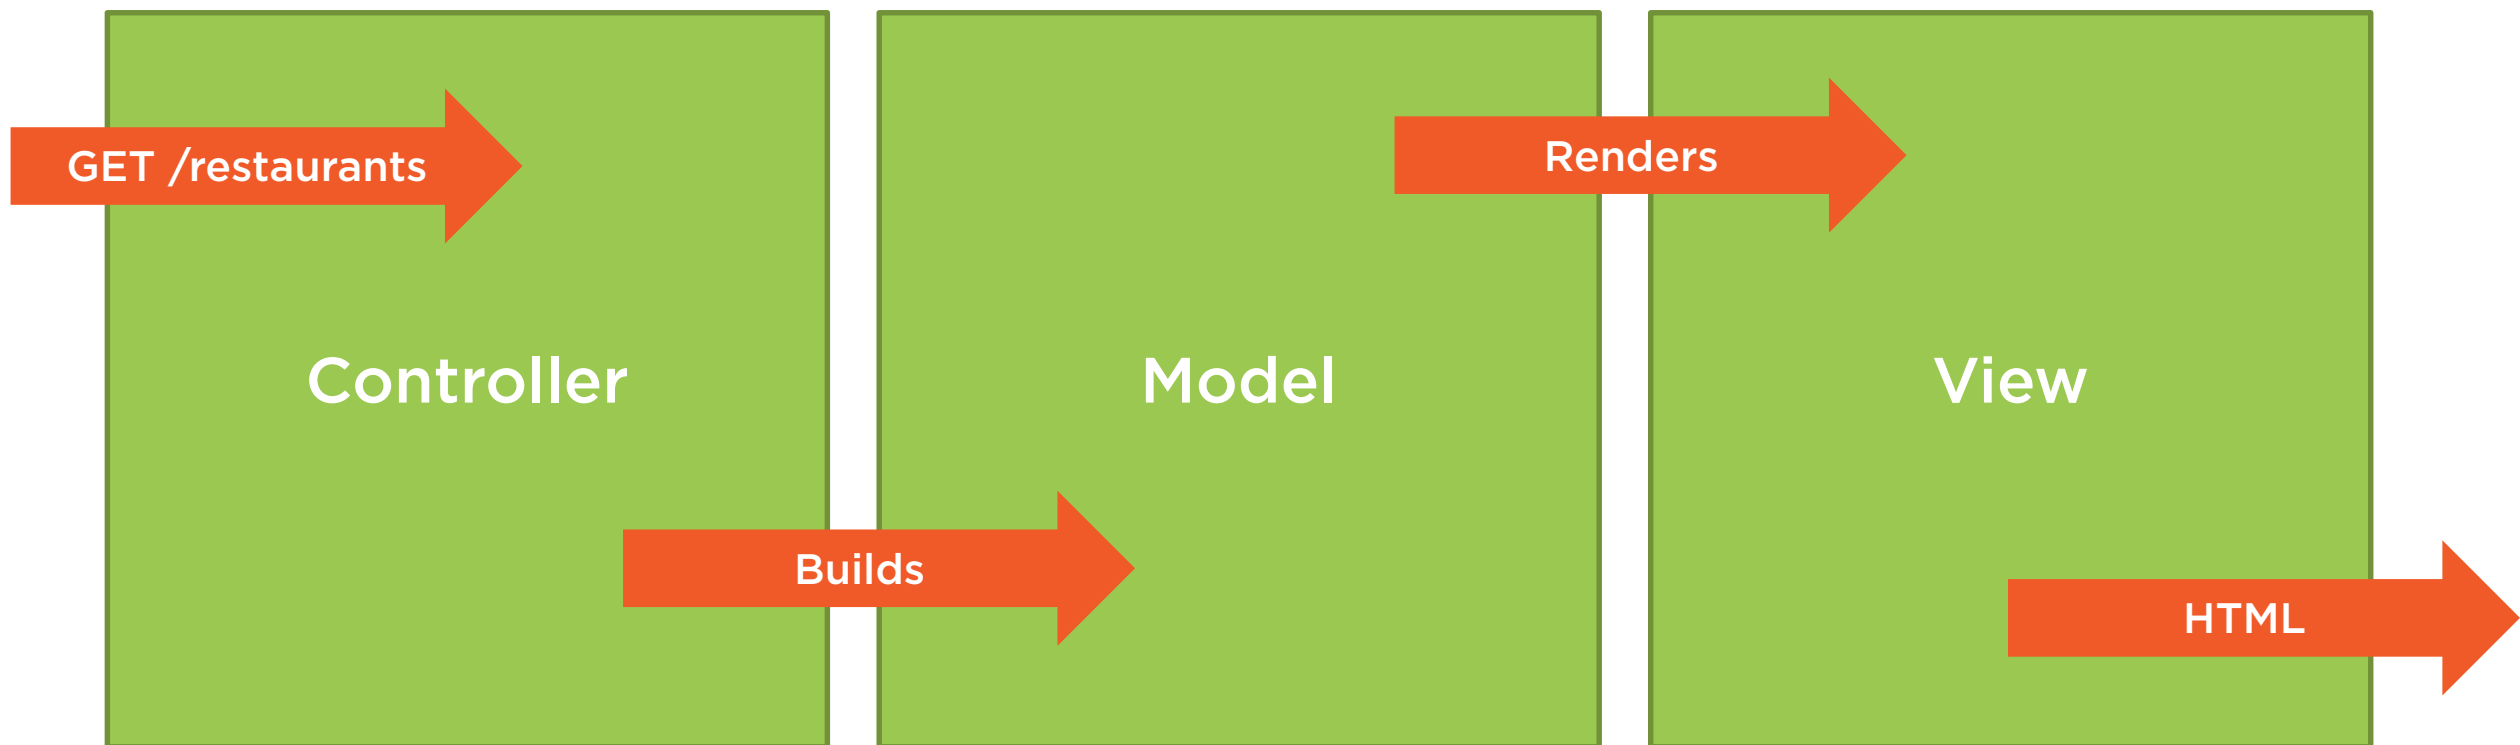 GET /restaurants
Renders
Controller
Model
View
Builds
HTML